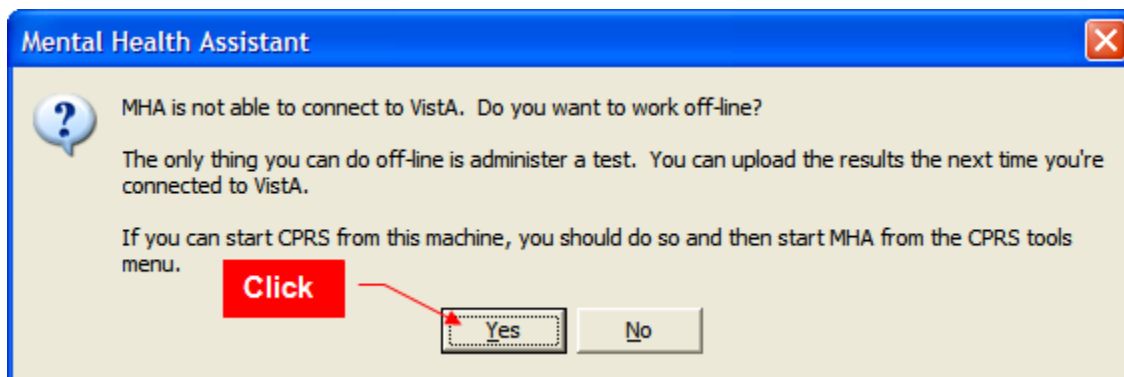 Mental Health Assistant
MHA is not able to connect to VistA. Do you want to work off-line?
The only thing you can do off-line is administer a test. You can upload the results the next time you're
connected to VistA.
If you can start CPRS from this machine, you should do so and then start MHA from the CPRS tools
menu.
Click
Yes No